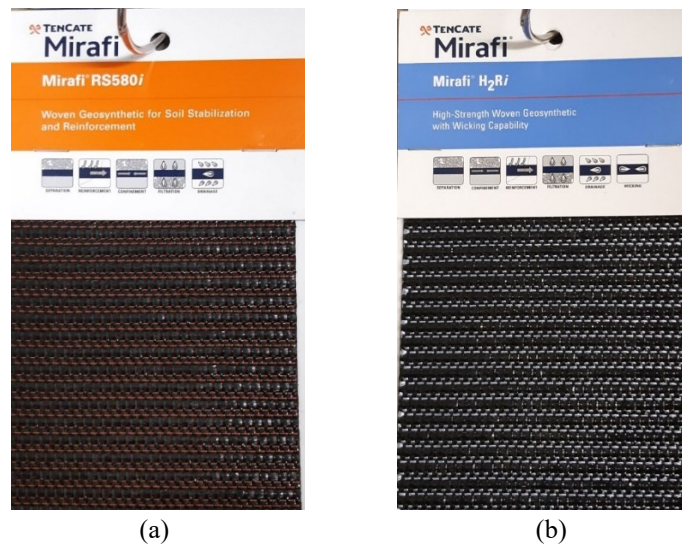 TENCATE
Mirafi®
Mirafi® RS580i
Woven Geosynthetic for Soil Stabilization
and Reinforcement
SEPARATION REINFORCEMENT CONFINEMENT FILTRATION DRAINAGE
(a)
TENCATE
Mirafi®
Mirafi® H₂Ri
High-Strength Woven Geosynthetic
with Wicking Capability
SEPARATION CONFINEMENT REINFORCEMENT FILTRATION DRAINAGE WICKING
(b)